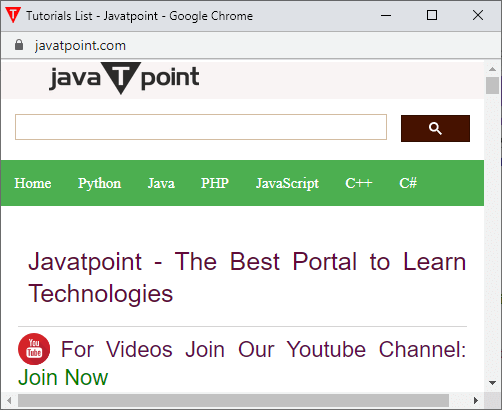 Tutorials List - Javatpoint - Google Chrome
javatpoint.com
java T point
Home Python Java PHP JavaScript C++ C#
Javatpoint - The Best Portal to Learn
Technologies
You Tube For Videos Join Our Youtube Channel:
Join Now